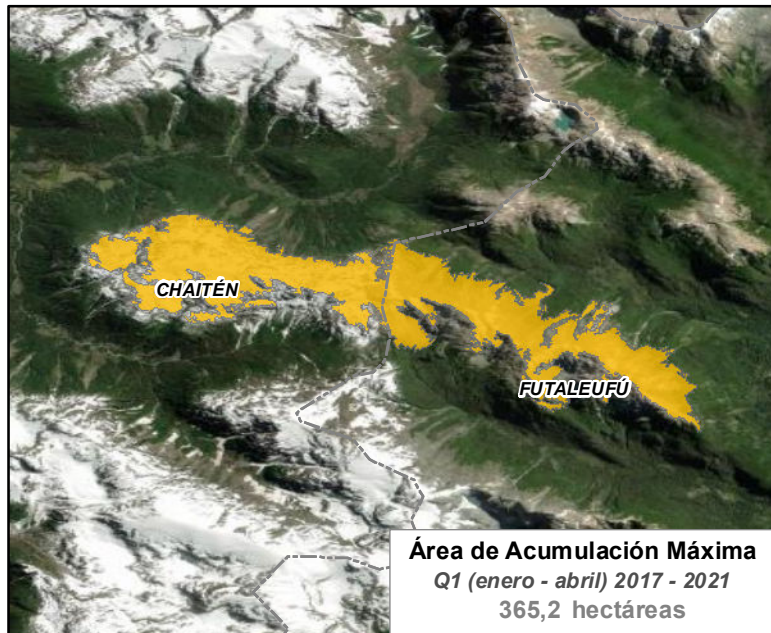 CHAITÉN
FUTALEUFÚ
Área de Acumulación Máxima
Q1 (enero - abril) 2017 - 2021
365,2 hectáreas